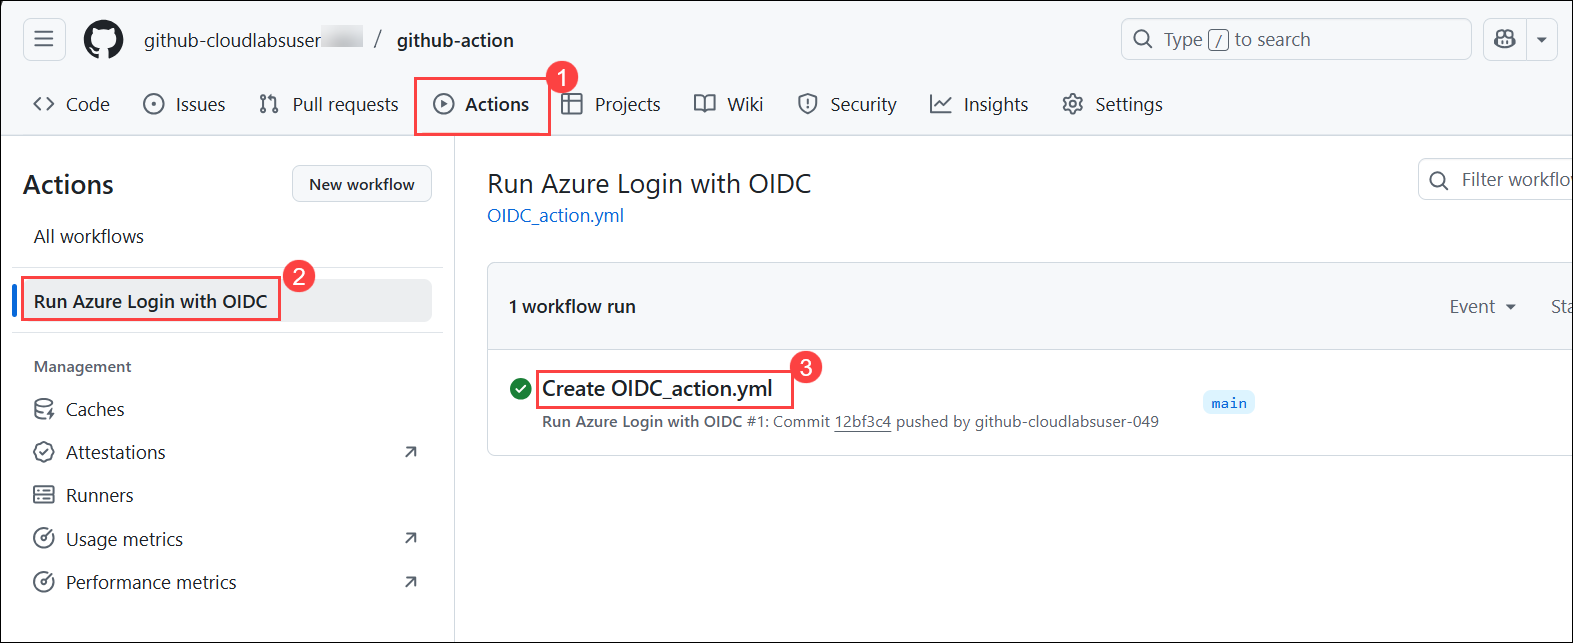 github-cloudlabsuser / github-action
Type / to search
Code Issues Pull requests Actions 1 Projects Wiki Security Insights Settings
Actions
New workflow
All workflows
Run Azure Login with OIDC 2
Management
Caches
Attestations
Runners
Usage metrics
Performance metrics
Run Azure Login with OIDC
OIDC_action.yml
Filter workflo
1 workflow run
Event
Sta
Create OIDC_action.yml 3
Run Azure Login with OIDC #1: Commit 12bf3c4 pushed by github-cloudlabsuser-049
main